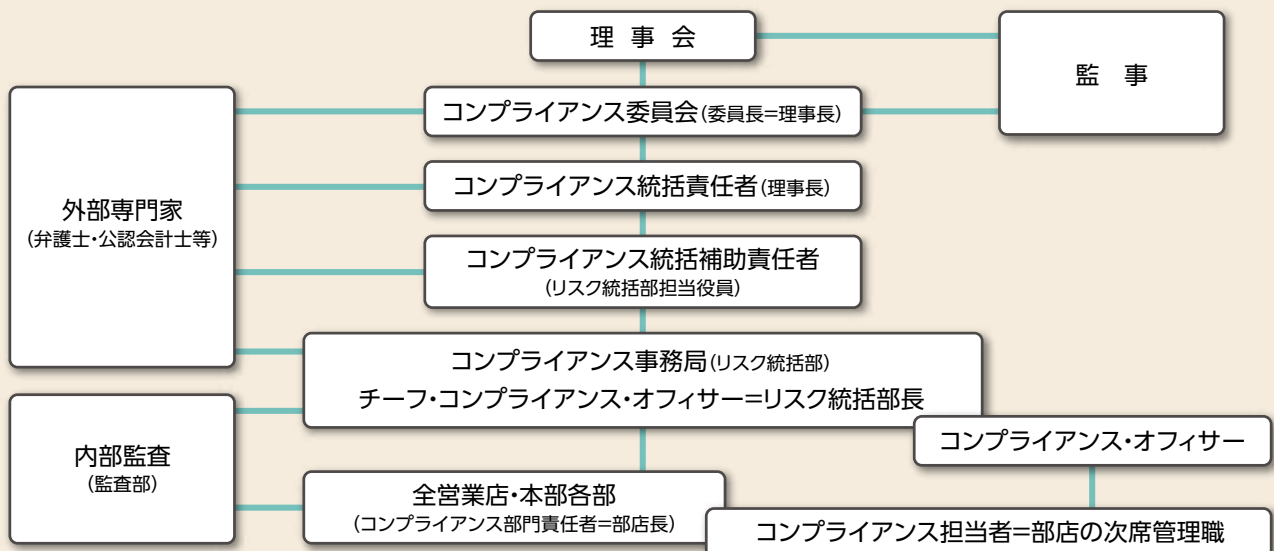 理事会
監事
コンプライアンス委員会(委員長=理事長)
コンプライアンス統括責任者(理事長)
外部専門家
(弁護士・公認会計士等)
コンプライアンス統括補助責任者
(リスク統括部担当役員)
コンプライアンス事務局(リスク統括部)
チーフ・コンプライアンス・オフィサー=リスク統括部長
コンプライアンス・オフィサー
内部監査
(監査部)
全営業店・本部各部
(コンプライアンス部門責任者=部店長)
コンプライアンス担当者=部店の次席管理職